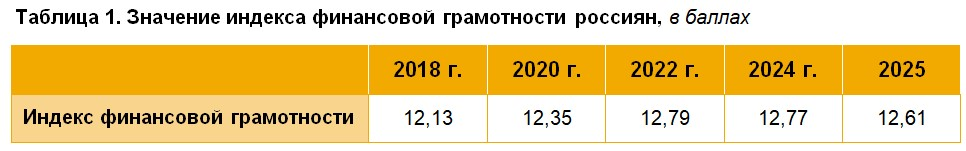 Таблица 1. Значение индекса финансовой грамотности россиян, в баллах
2018 г. 2020 г. 2022 г. 2024 г. 2025
Индекс финансовой грамотности 12,13 12,35 12,79 12,77 12,61